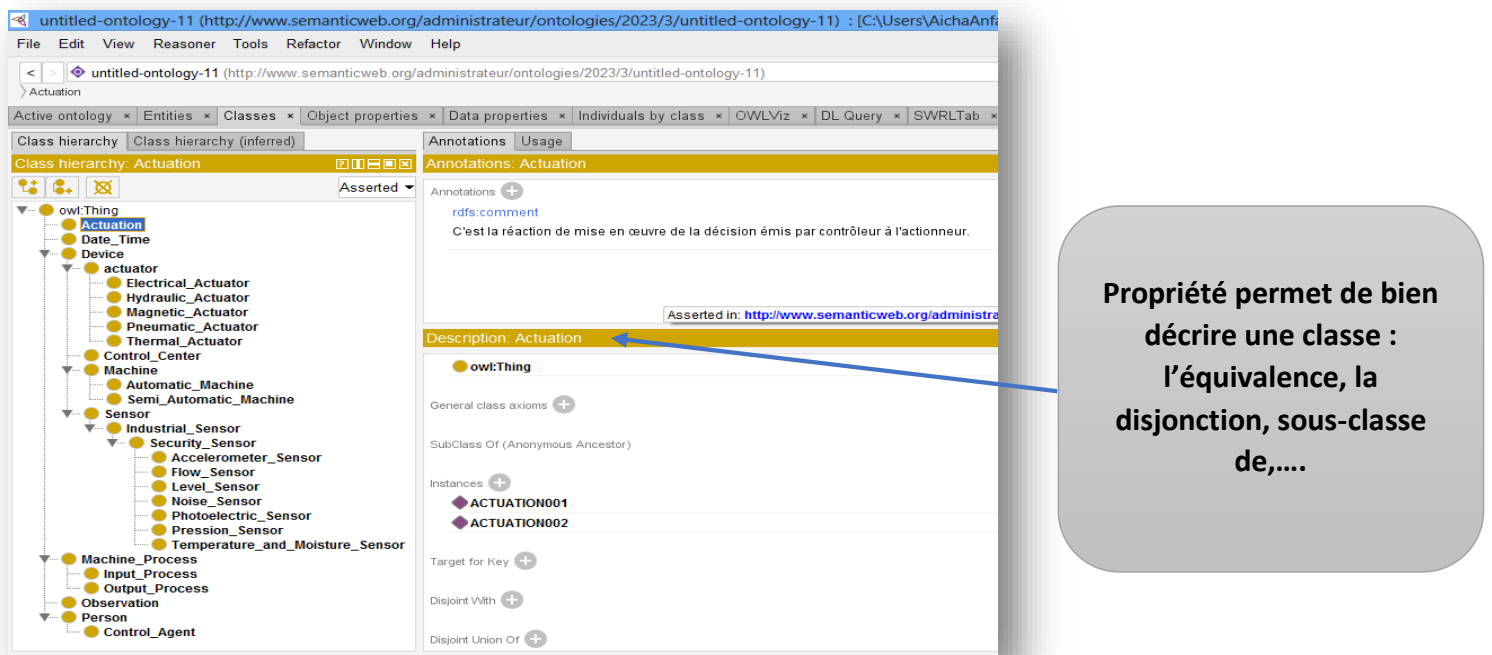 untitled-ontology-11 (http://www.semanticweb.org/administrateur/ontologies/2023/3/untitled-ontology-11) : [C:\Users\AichaAnfa
File Edit View Reasoner Tools Refactor Window Help
< > untitled-ontology-11 (http://www.semanticweb.org/administrateur/ontologies/2023/3/untitled-ontology-11)
Actuation
Active ontology × Entities × Classes × Object properties × Data properties × Individuals by class × OWLViz × DL Query × SWRLTab ×
Class hierarchy Class hierarchy (inferred)
Class hierarchy: Actuation
Asserted
owl:Thing
Actuation
Date_Time
Device
actuator
Electrical_Actuator
Hydraulic_Actuator
Magnetic_Actuator
Pneumatic_Actuator
Thermal_Actuator
Control_Center
Machine
Automatic_Machine
Semi_Automatic_Machine
Sensor
Industrial_Sensor
Security_Sensor
Accelerometer_Sensor
Flow_Sensor
Level_Sensor
Noise_Sensor
Photoelectric_Sensor
Pression_Sensor
Temperature_and_Moisture_Sensor
Machine_Process
Input_Process
Output_Process
Observation
Person
Control_Agent
Annotations Usage
Annotations: Actuation
Annotations
rdfs:comment
C'est la réaction de mise en œuvre de la décision émis par contrôleur à l'actionneur.
Asserted in: http://www.semanticweb.org/administra
Description: Actuation
owl:Thing
General class axioms
SubClass Of (Anonymous Ancestor)
Instances
ACTUATION001
ACTUATION002
Target for Key
Disjoint With
Disjoint Union Of
Propriété permet de bien
décrire une classe :
l’équivalence, la
disjonction, sous-classe
de,….